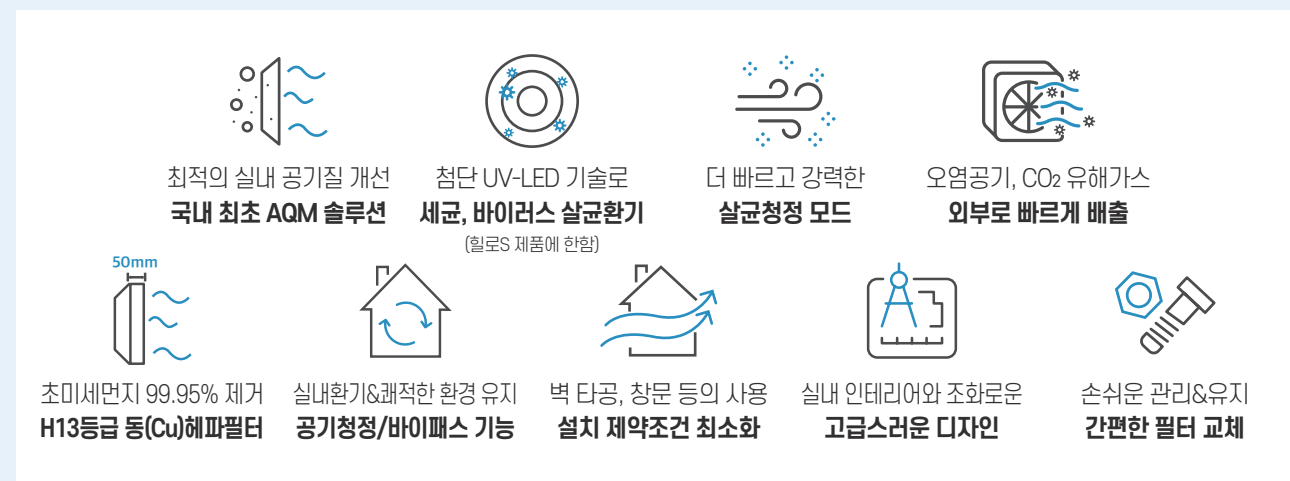 최적의 실내 공기질 개선
국내 최초 AQM 솔루션
첨단 UV-LED 기술로
세균, 바이러스 살균환기
(힐로S 제품에 한함)
더 빠르고 강력한
살균청정 모드
오염공기, CO₂ 유해가스
외부로 빠르게 배출
50mm
초미세먼지 99.95% 제거
H13등급 동(Cu)헤파필터
실내환기&쾌적한 환경 유지
공기청정/바이패스 기능
벽 타공, 창문 등의 사용
설치 제약조건 최소화
실내 인테리어와 조화로운
고급스러운 디자인
손쉬운 관리&유지
간편한 필터 교체